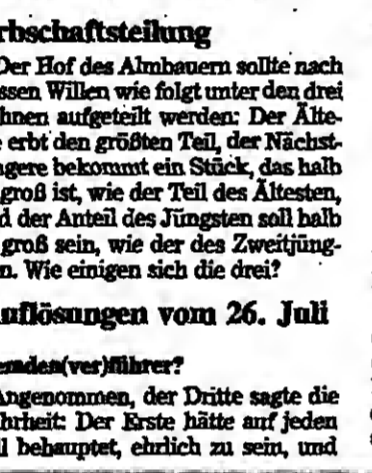 rbschaftsteilung
Der Hof des Almbauern sollte nach
ssen Willen wie folgt unter den drei
hnen aufgeteilt werden: Der Älte-
e erbt den größten Teil, der Nächst-
ngere bekommt ein Stück, das halb
groß ist, wie der Teil des Ältesten,
d der Anteil des Jüngsten soll halb
groß sein, wie der des Zweitjüng-
n. Wie einigen sich die drei?
uflösungen vom 26. Juli
emden(ver)führer?
Angenommen, der Dritte sagte die
hrheit: Der Erste hätte auf jeden
ll behauptet, ehrlich zu sein, und